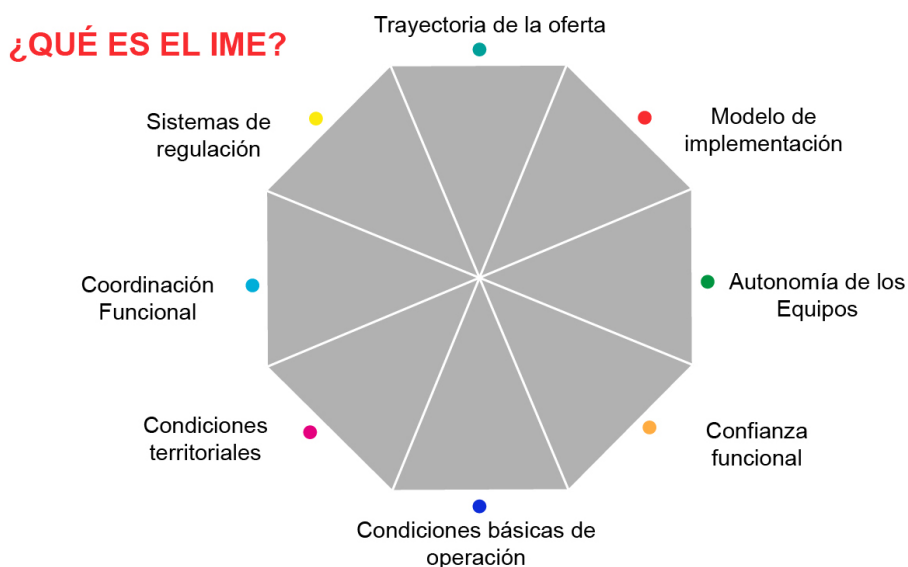 ¿QUÉ ES EL IME?
Trayectoria de la oferta
Modelo de
implementación
Autonomía de los
Equipos
Confianza
funcional
Condiciones básicas de
operación
Condiciones
territoriales
Coordinación
Funcional
Sistemas de
regulación